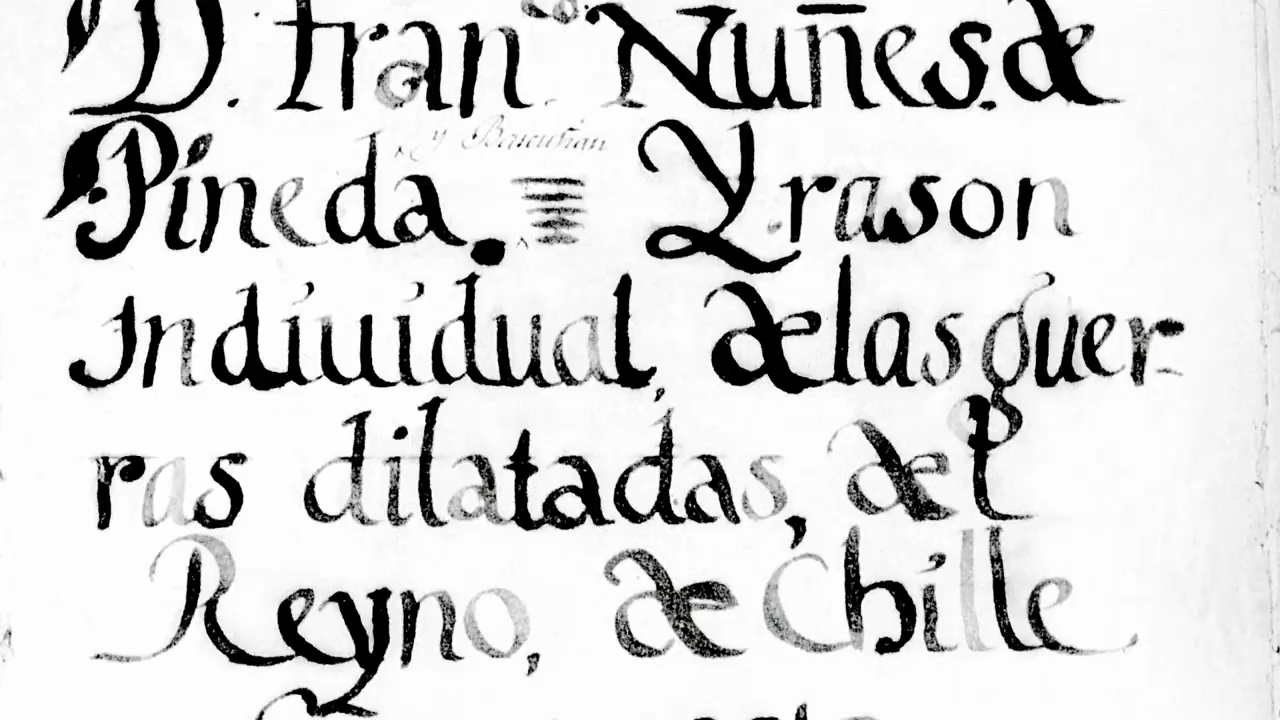 D. Fran.co Nuñes. de
y Bascuñan
Pineda. Y. rason
Indiuidual, de las guer-
ras dilatadas, del
Reyno, de Chille